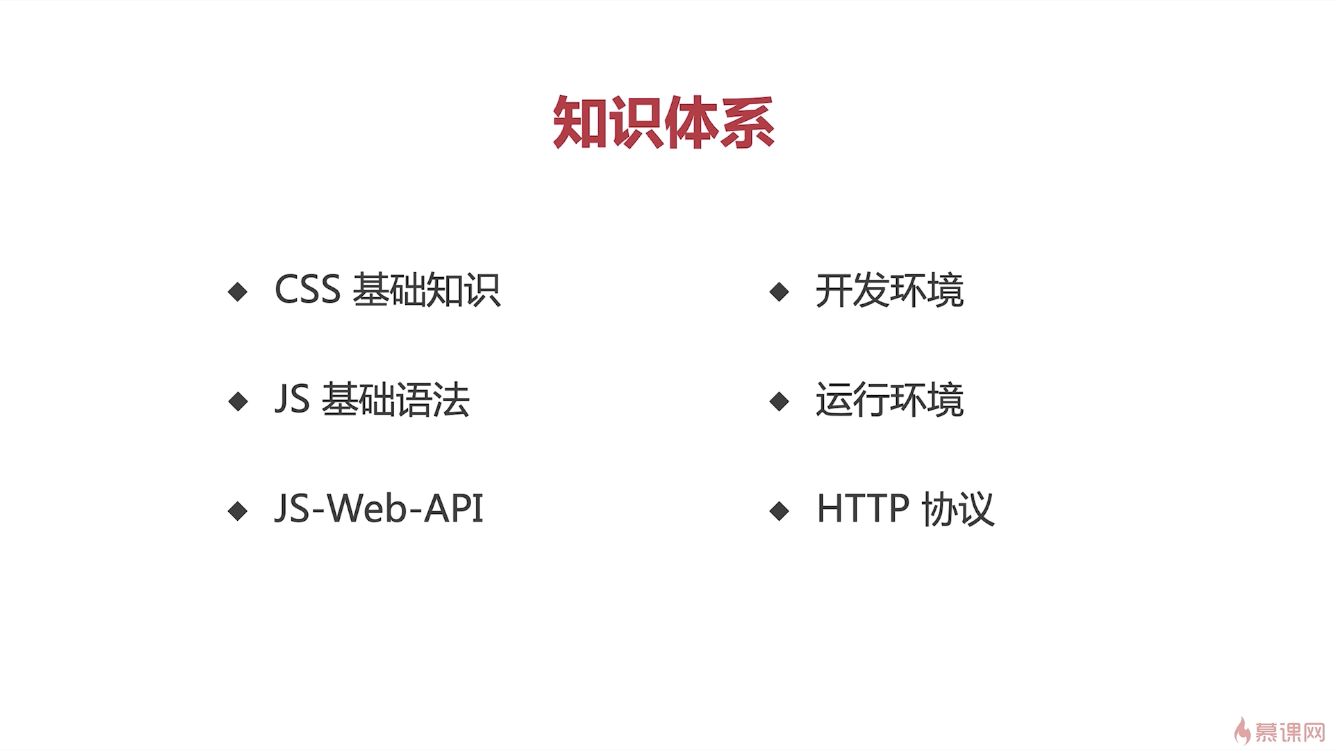 知识体系
◆ CSS 基础知识
◆ JS 基础语法
◆ JS-Web-API
◆ 开发环境
◆ 运行环境
◆ HTTP 协议
慕课网